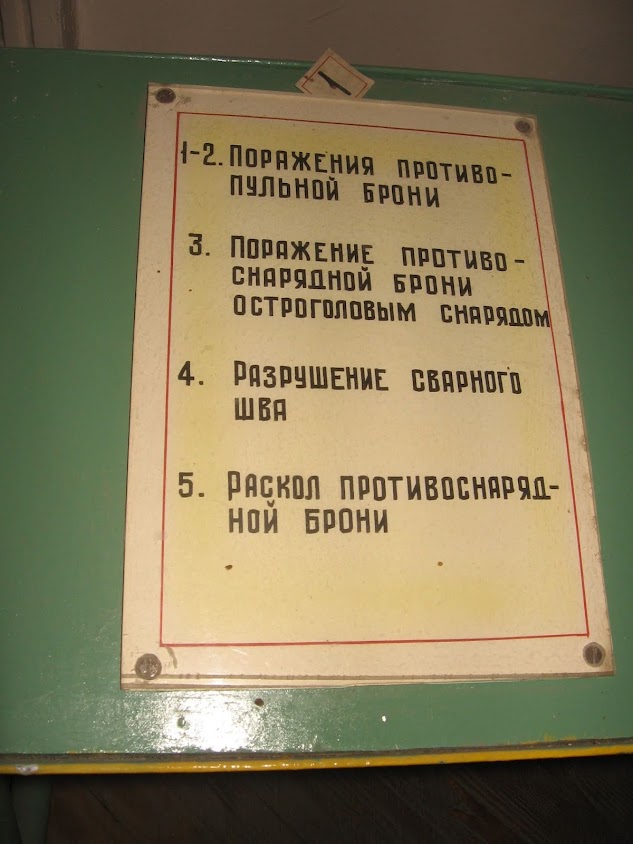 1-2. Поражения противо-
пульной брони
3. Поражение противо-
снарядной брони
остроголовым снарядом
4. Разрушение сварного
шва
5. Раскол противоснаряд-
ной брони